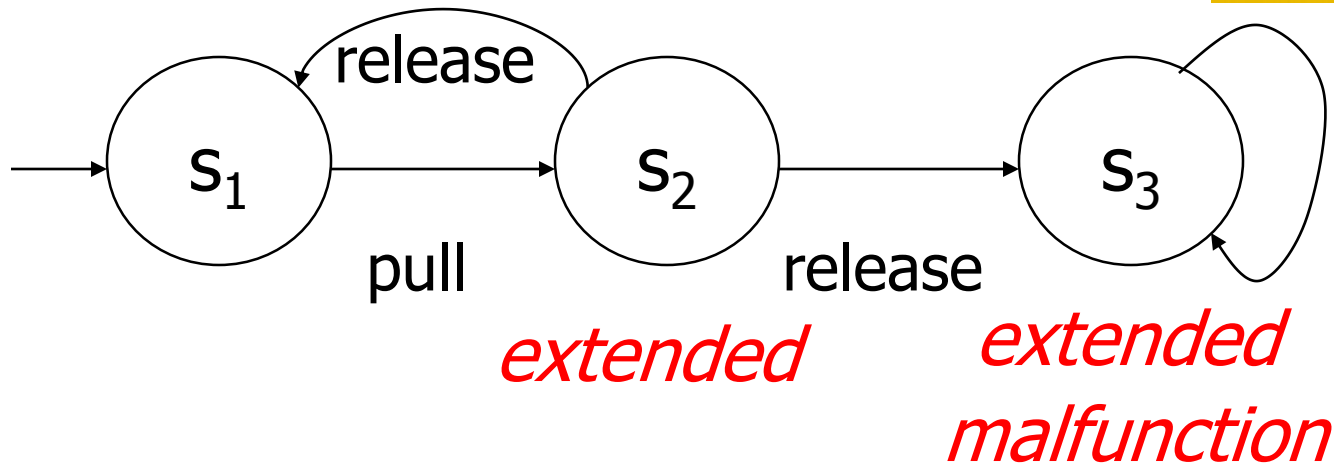 release
s₁
s₂
s₃
pull
release
extended
extended
malfunction